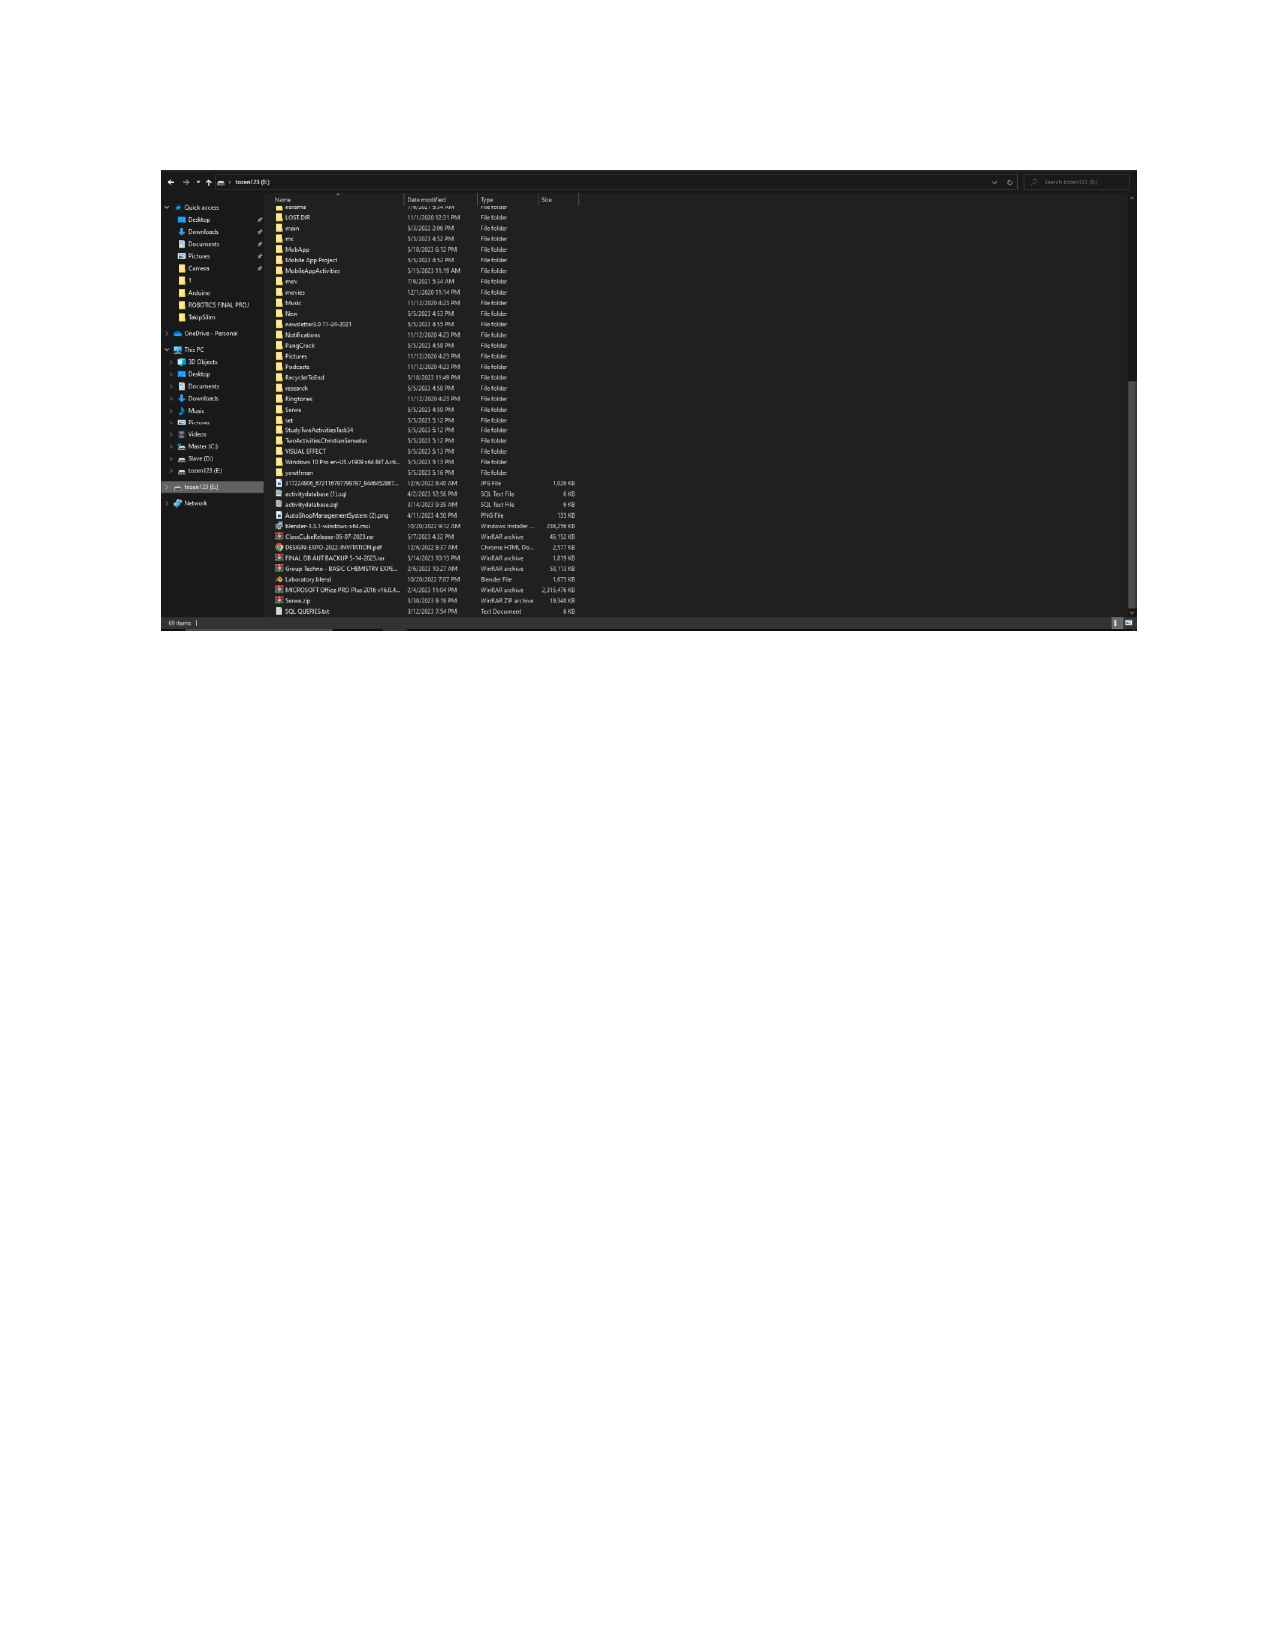 tozen123 (E:)
Search tozen123 (E:)
Name Date modified Type Size
Quick access
Desktop
Downloads
Documents
Pictures
Camera
1
Arduino
ROBOTICS FINAL PROJ
TakipSilim
OneDrive - Personal
This PC
3D Objects
Desktop
Documents
Downloads
Music
Pictures
Videos
Master (C:)
Slave (D:)
tozen123 (E:)
tozen123 (E:)
Network
File folder
LOST.DIR 11/1/2020 12:31 PM File folder
main 5/3/2022 2:06 PM File folder
mc 5/5/2023 4:52 PM File folder
MobApp 5/18/2023 6:12 PM File folder
Mobile App Project 5/5/2023 4:52 PM File folder
MobileAppActivities 5/15/2023 11:19 AM File folder
mov 7/6/2021 5:34 AM File folder
movies 12/1/2020 11:14 PM File folder
Music 11/12/2020 4:23 PM File folder
New 5/5/2023 4:53 PM File folder
newsletter3.0 11-24-2021 5/5/2023 4:55 PM File folder
Notifications 11/12/2020 4:23 PM File folder
PangCrack 5/5/2023 4:58 PM File folder
Pictures 11/12/2020 4:23 PM File folder
Podcasts 11/12/2020 4:23 PM File folder
RecyclerToEnd 5/18/2023 11:49 PM File folder
research 5/5/2023 4:58 PM File folder
Ringtones 11/12/2020 4:23 PM File folder
Serwe 5/5/2023 4:59 PM File folder
set 5/5/2023 5:12 PM File folder
StudyTwoActivitiesTask34 5/5/2023 5:12 PM File folder
TwoActivitiesChristianSerwelas 5/5/2023 5:12 PM File folder
VISUAL EFFECT 5/5/2023 5:13 PM File folder
Windows 10 Pro en-US v1909 x64 BiT Acti... 5/5/2023 5:13 PM File folder
yowtfman 5/5/2023 5:16 PM File folder
12/6/2022 8:40 AM JPG File 1,026 KB
activitydatabase (1).sql 4/2/2023 12:56 PM SQL Text File 6 KB
activitydatabase.sql 3/14/2023 9:39 AM SQL Text File 6 KB
AutoShopManagementSystem (2).png 4/11/2023 4:50 PM PNG File 135 KB
blender-3.3.1-windows-x64.msi 10/20/2022 9:12 AM Windows Installer ... 236,256 KB
ClassCubeRelease-05-07-2023.rar 5/7/2023 4:32 PM WinRAR archive 45,152 KB
DESIGN-EXPO-2022-INVITATION.pdf 12/6/2022 8:37 AM Chrome HTML Do... 2,577 KB
FINAL DB AUT BACKUP 5-14-2023.rar 5/14/2023 10:13 PM WinRAR archive 1,819 KB
Group Techno - BASIC CHEMISTRY EXPE... 2/6/2023 10:27 AM WinRAR archive 53,113 KB
Laboratory.blend 10/20/2022 7:07 PM Blender File 1,675 KB
MICROSOFT Office PRO Plus 2016 v16.0.4... 2/4/2023 11:04 PM WinRAR archive 2,315,476 KB
Serwe.zip 3/30/2023 9:19 PM WinRAR ZIP archive 19,348 KB
SQL QUERIES.txt 3/12/2023 7:54 PM Text Document 6 KB
69 items